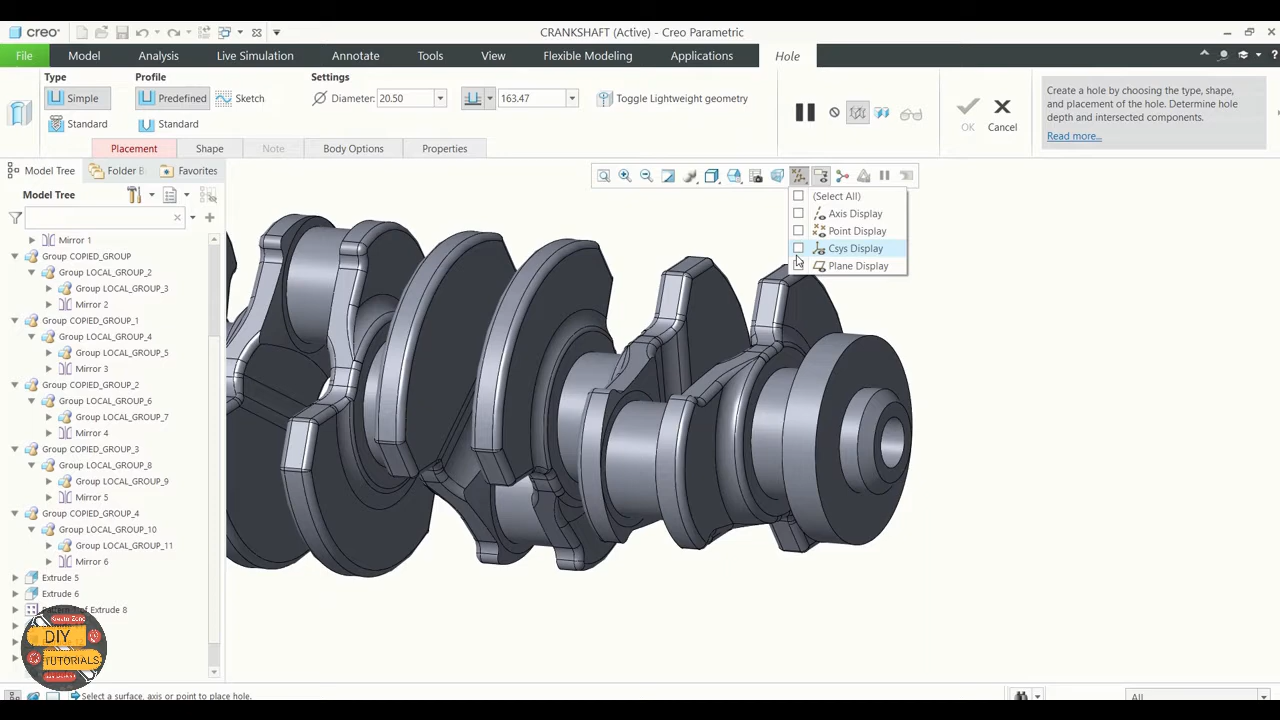 creo
CRANKSHAFT (Active) - Creo Parametric
File Model Analysis Live Simulation Annotate Tools View Flexible Modeling Applications Hole
Type Profile Settings
Simple Predefined Sketch Diameter: 20.50 163.47 Toggle Lightweight geometry
Standard Standard
OK Cancel
Create a hole by choosing the type, shape,
and placement of the hole. Determine hole
depth and intersected components.
Read more...
Placement Shape Note Body Options Properties
Model Tree Folder B Favorites
Model Tree
(Select All)
Axis Display
Point Display
Csys Display
Plane Display
Mirror 1
Group COPIED_GROUP
Group LOCAL_GROUP_2
Group LOCAL_GROUP_3
Mirror 2
Group COPIED_GROUP_1
Group LOCAL_GROUP_4
Group LOCAL_GROUP_5
Mirror 3
Group COPIED_GROUP_2
Group LOCAL_GROUP_6
Group LOCAL_GROUP_7
Mirror 4
Group COPIED_GROUP_3
Group LOCAL_GROUP_8
Group LOCAL_GROUP_9
Mirror 5
Group COPIED_GROUP_4
Group LOCAL_GROUP_10
Group LOCAL_GROUP_11
Mirror 6
Extrude 5
Extrude 6
Extrude 8
DIY
TUTORIALS
Select a surface, axis or point to place hole.
All